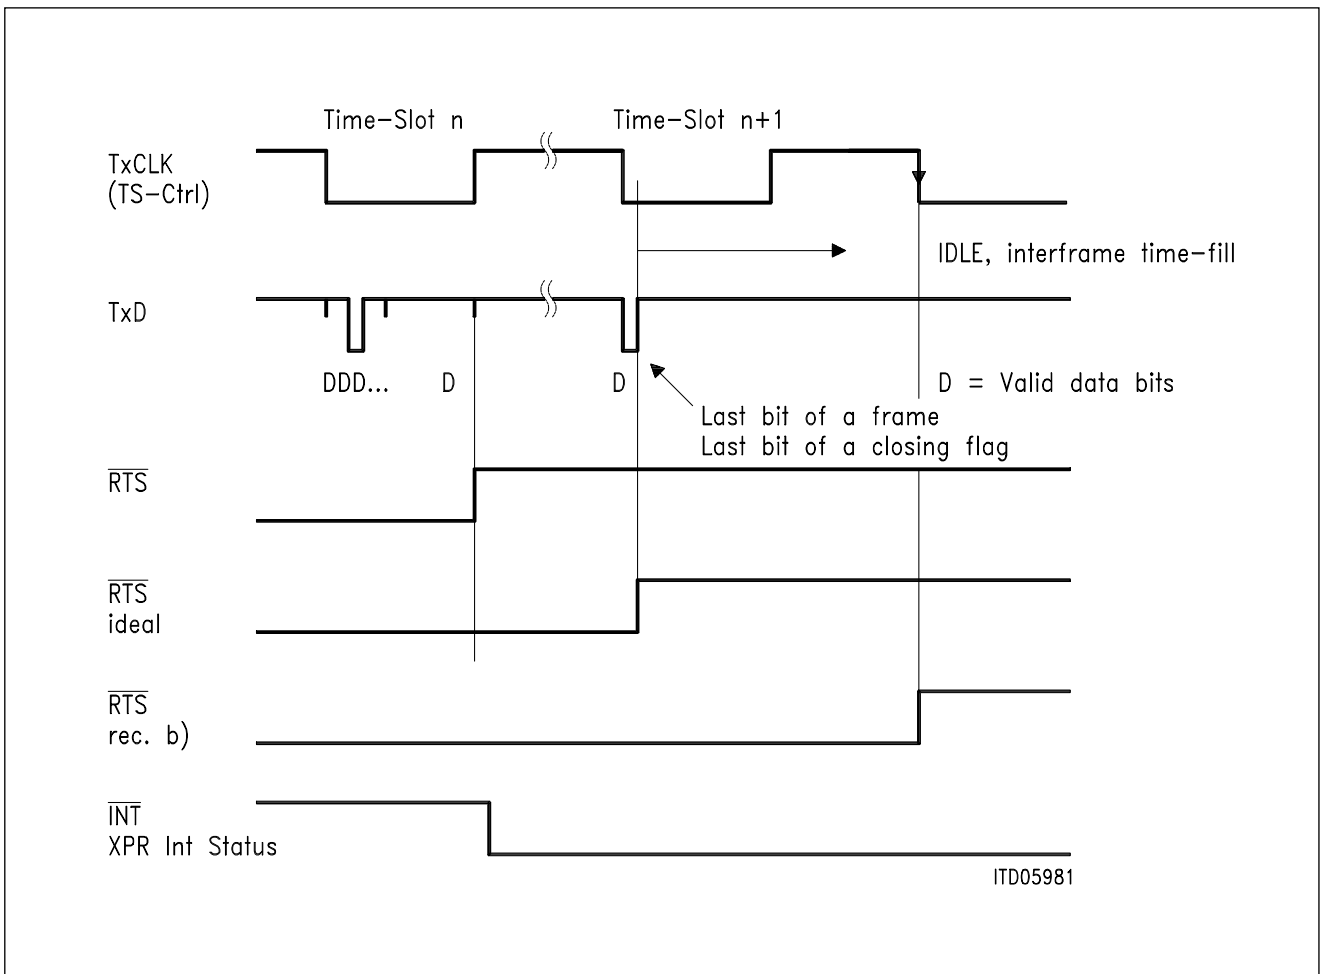 Time-Slot n
Time-Slot n+1
TxCLK
(TS-Ctrl)
IDLE, interframe time-fill
TxD
DDD...
D
D
D = Valid data bits
Last bit of a frame
Last bit of a closing flag
RTS
RTS
ideal
RTS
rec. b)
INT
XPR Int Status
ITD05981